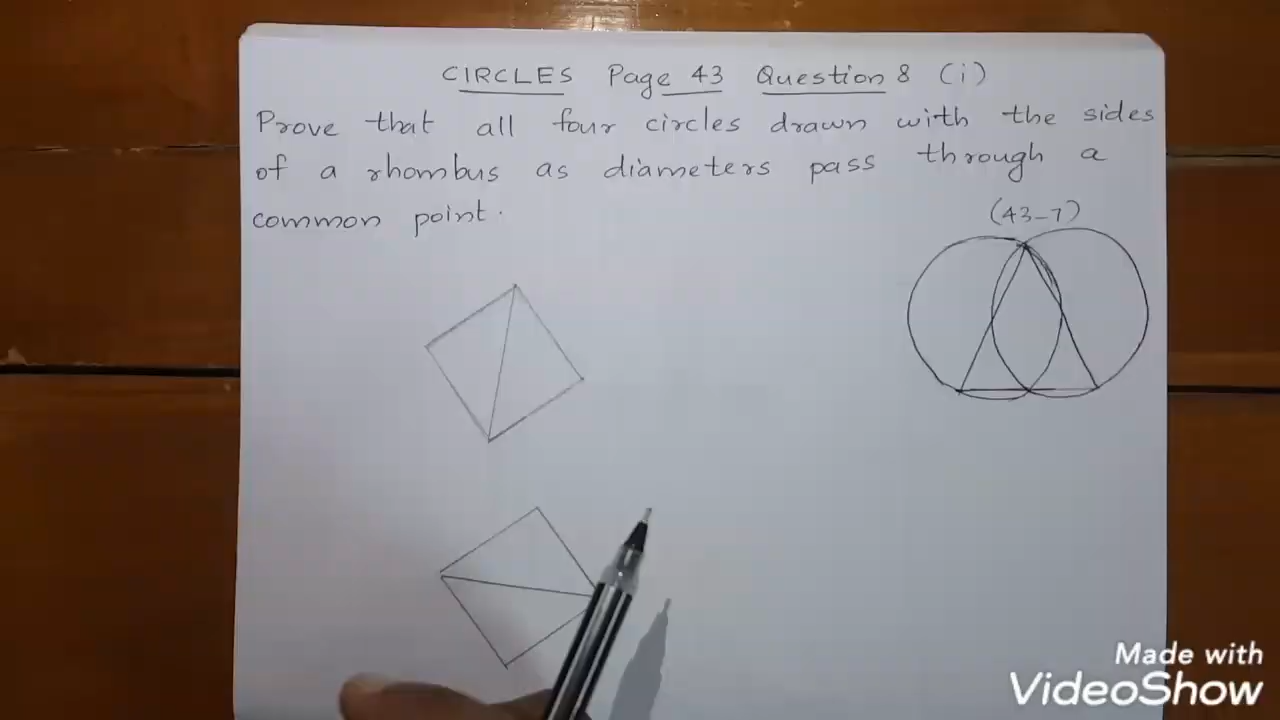 CIRCLES Page 43 Question 8 (i)
Prove that all four circles drawn with the sides
of a rhombus as diameters pass through a
common point.
(43-7)
Made with
VideoShow